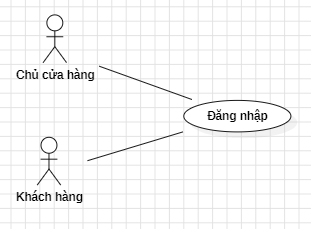 Chủ cửa hàng
Đăng nhập
Khách hàng